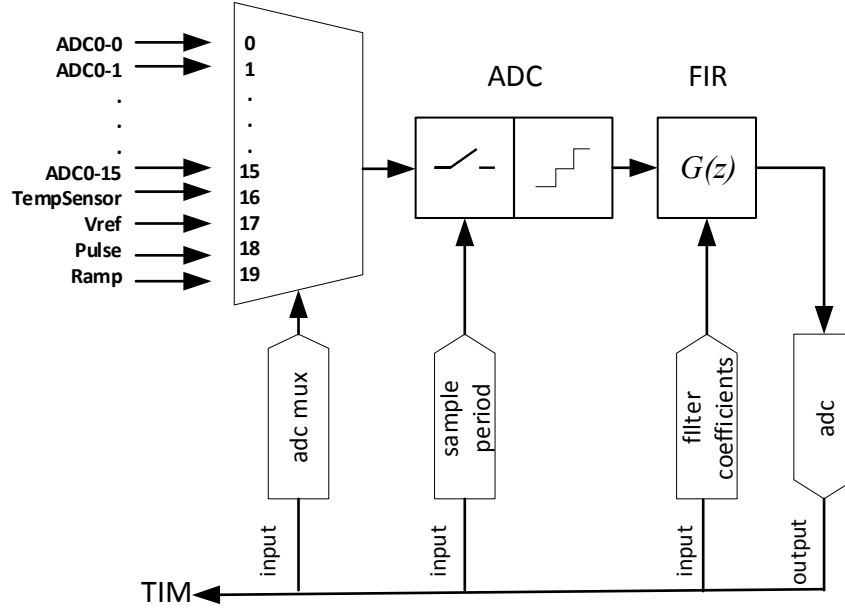 ADC0-0
ADC0-1
.
.
.
ADC0-15
TempSensor
Vref
Pulse
Ramp
0
1
.
.
.
15
16
17
18
19
ADC
FIR
G(z)
adc mux
sample
period
filter
coefficients
adc
input
input
input
output
TIM